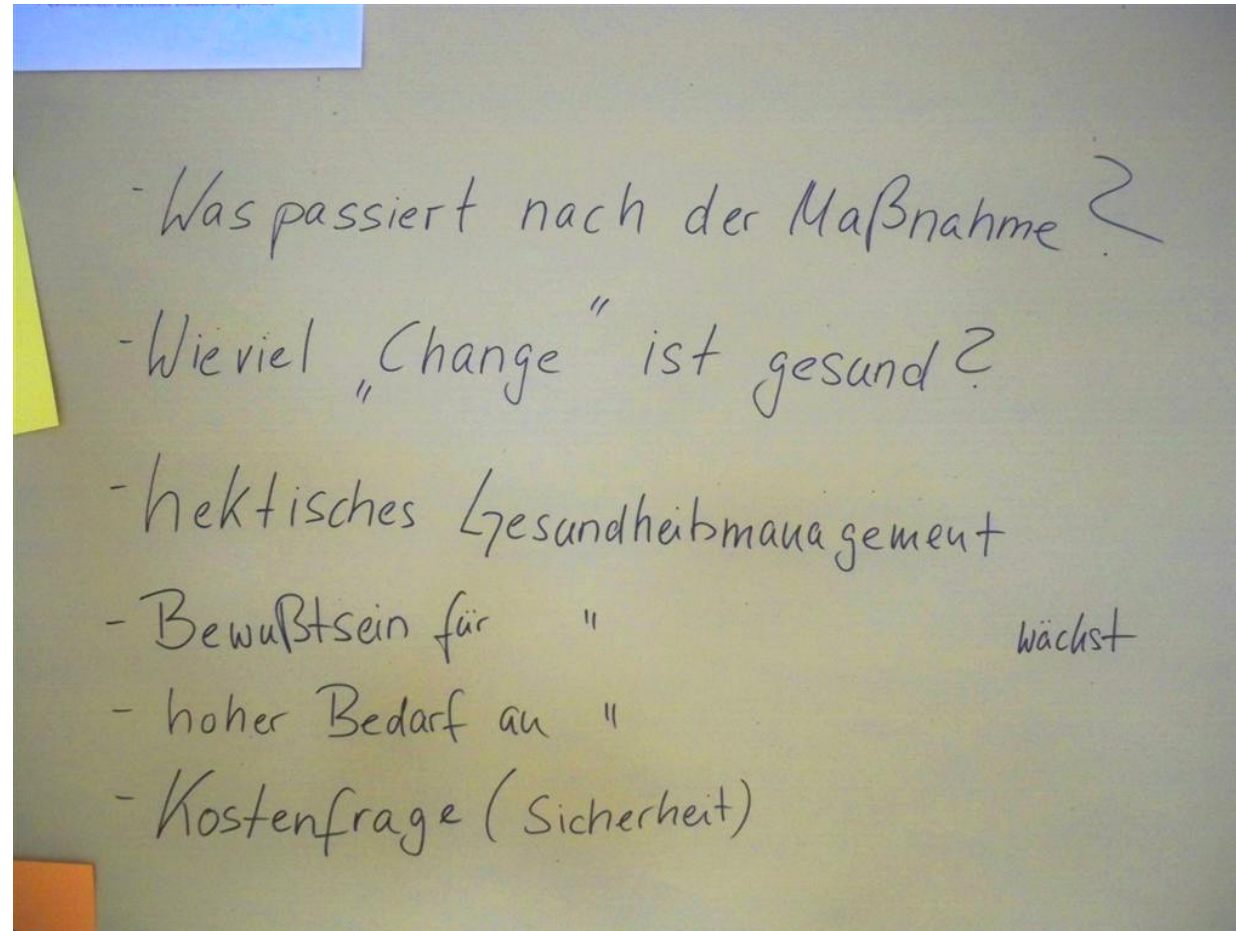 - Was passiert nach der Maßnahme?
- Wieviel „Change" ist gesund?
- hektisches Gesundheitsmanagement
- Bewußtsein für " wächst
- hoher Bedarf an "
- Kostenfrage (Sicherheit)